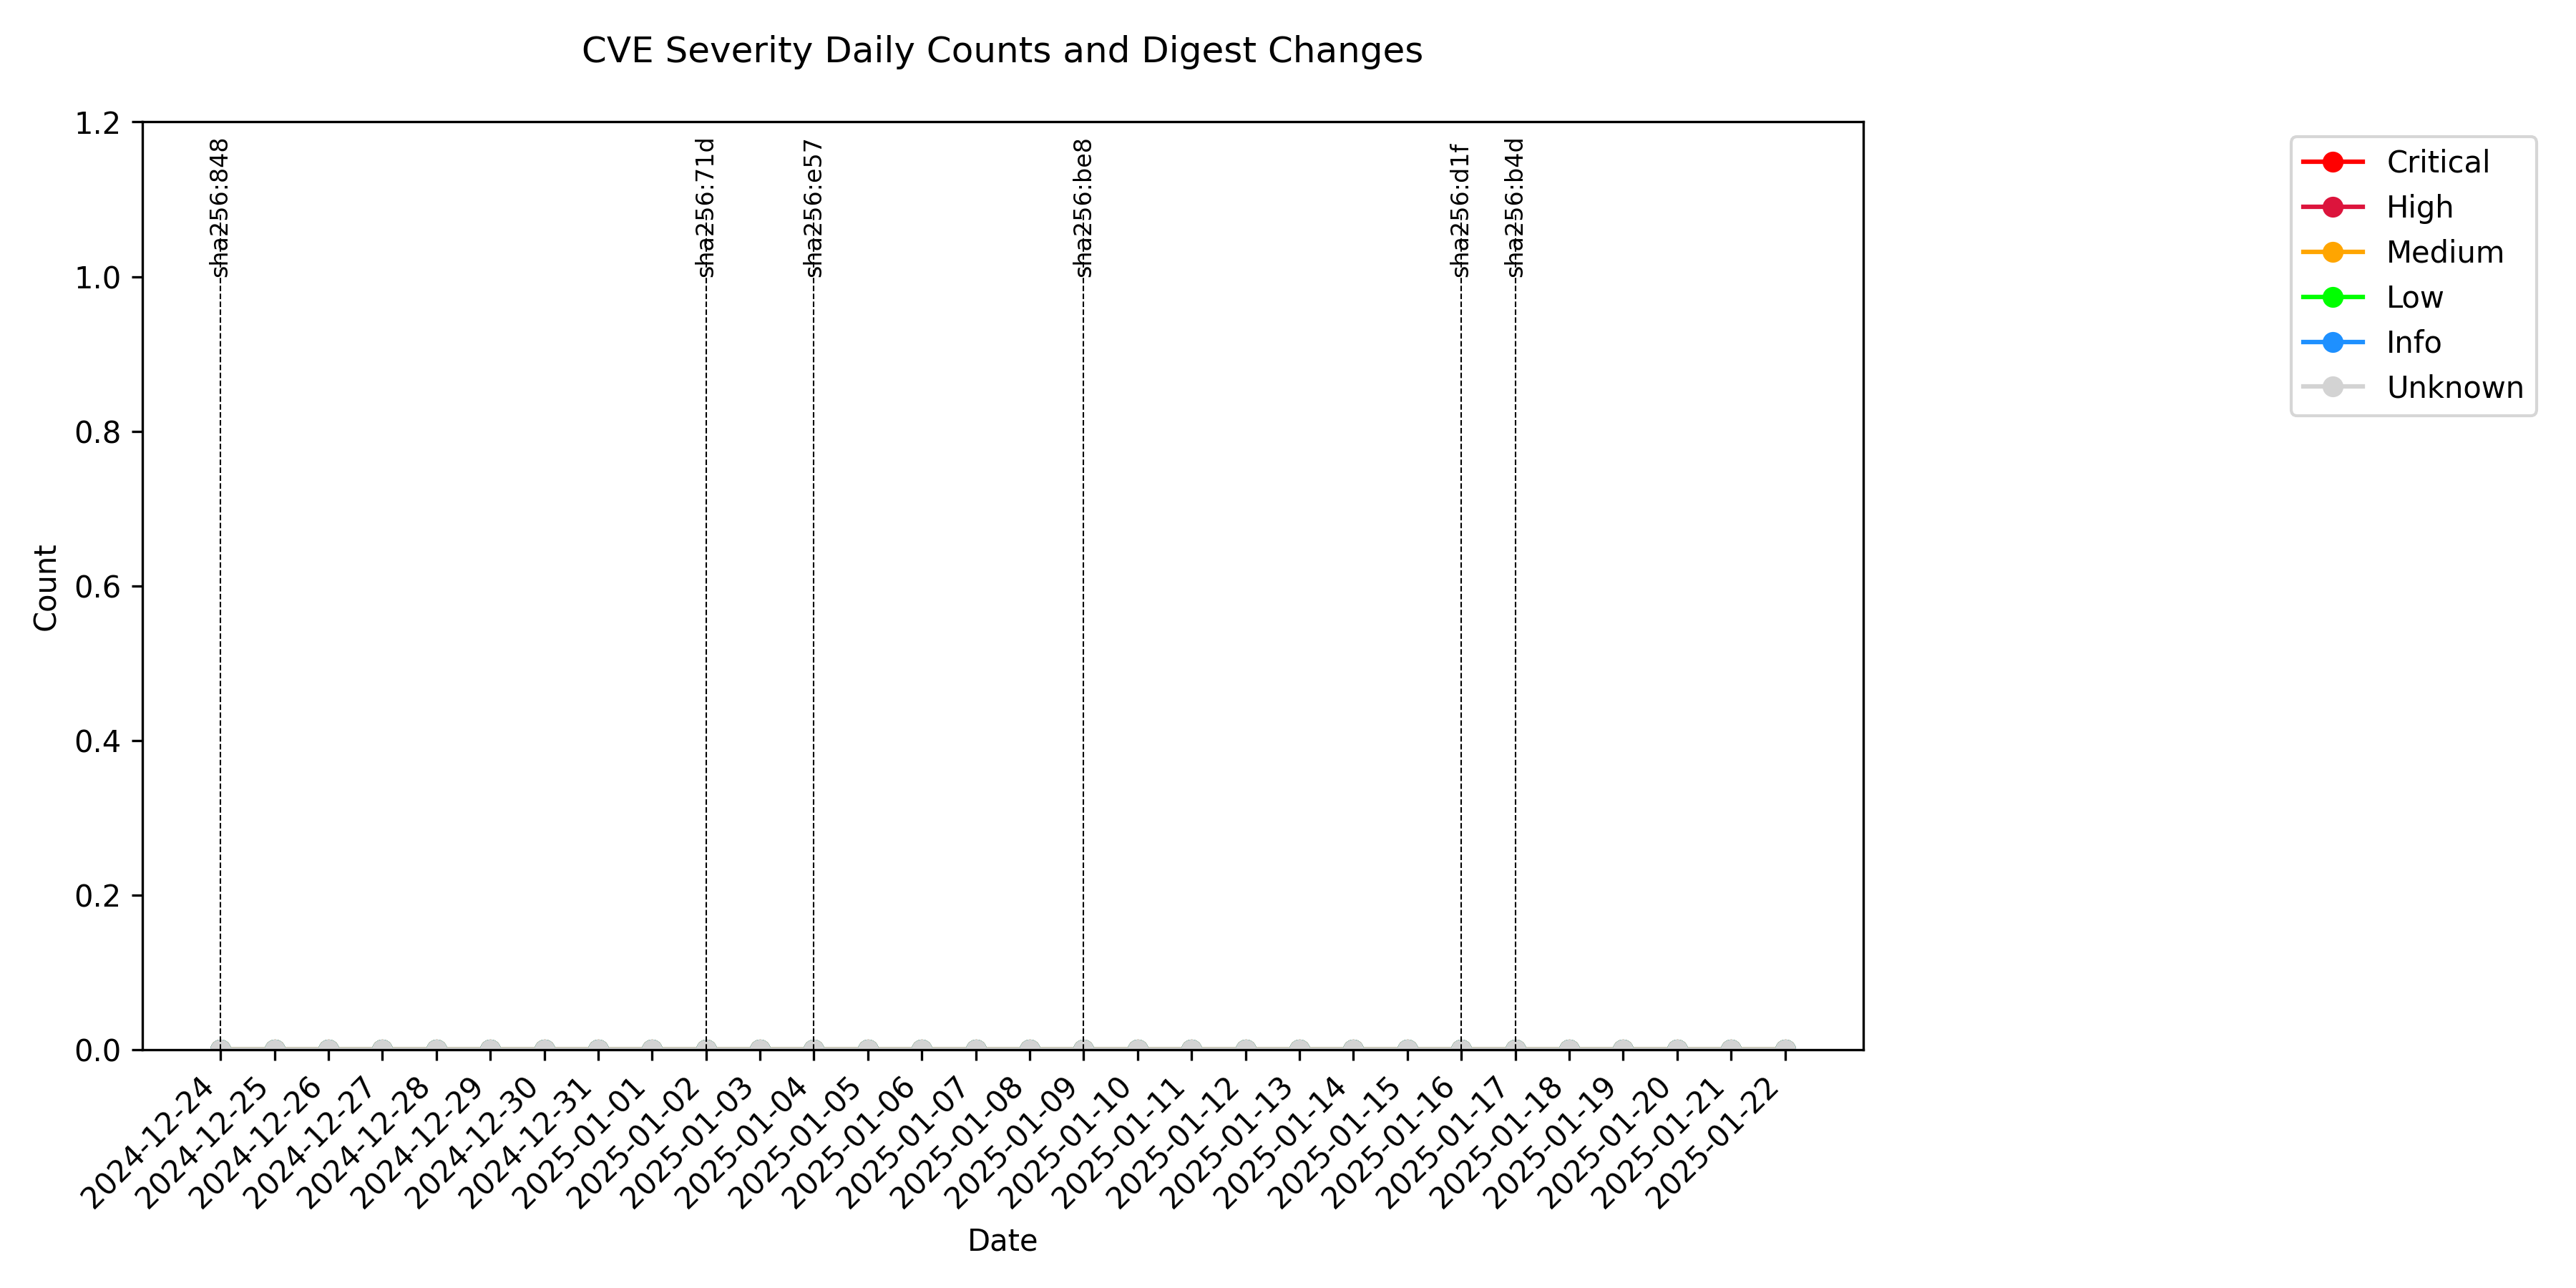 CVE Severity Daily Counts and Digest Changes
1.2
1.0
0.8
0.6
0.4
0.2
0.0
Count
sha256:848
sha256:71d
sha256:e57
sha256:be8
sha256:d1f
sha256:b4d
2024-12-24
2024-12-25
2024-12-26
2024-12-27
2024-12-28
2024-12-29
2024-12-30
2024-12-31
2025-01-01
2025-01-02
2025-01-03
2025-01-04
2025-01-05
2025-01-06
2025-01-07
2025-01-08
2025-01-09
2025-01-10
2025-01-11
2025-01-12
2025-01-13
2025-01-14
2025-01-15
2025-01-16
2025-01-17
2025-01-18
2025-01-19
2025-01-20
2025-01-21
2025-01-22
Date
Critical
High
Medium
Low
Info
Unknown